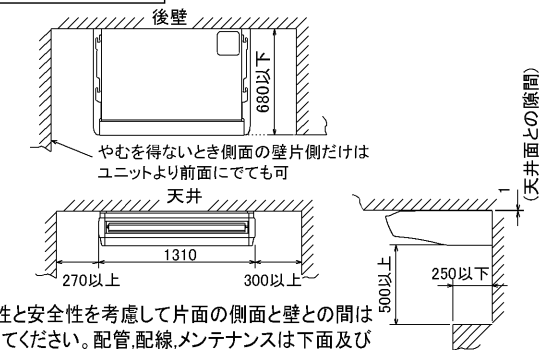 後壁
680以下
やむを得ないとき側面の壁片側だけは
ユニットより前面にでても可
天井
1
(天井面との隙間)
1310
270以上
300以上
500以上
250以下
性と安全性を考慮して片面の側面と壁との間は
てください。配管,配線,メンテナンスは下面及び